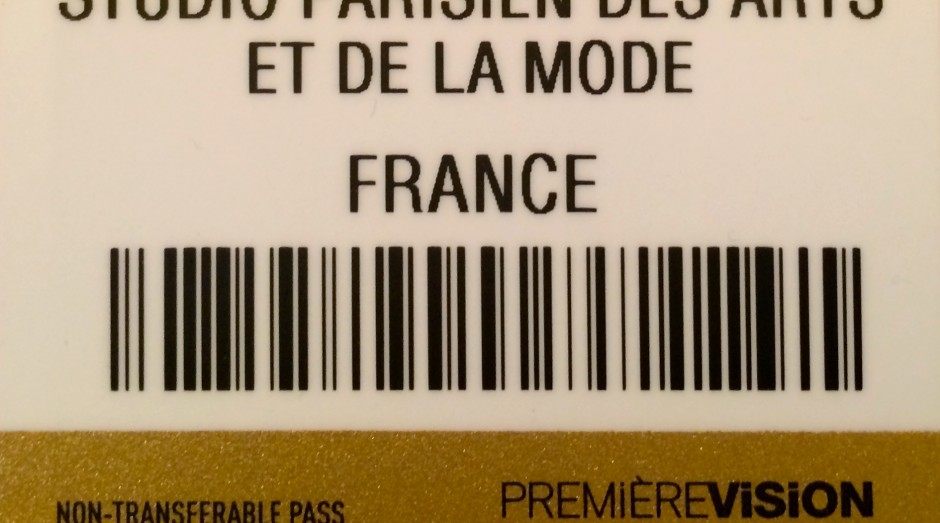 STUDIO PARISIEN DES ARTS
ET DE LA MODE
FRANCE
NON-TRANSFERABLE PASS
PREMIÈREVISION